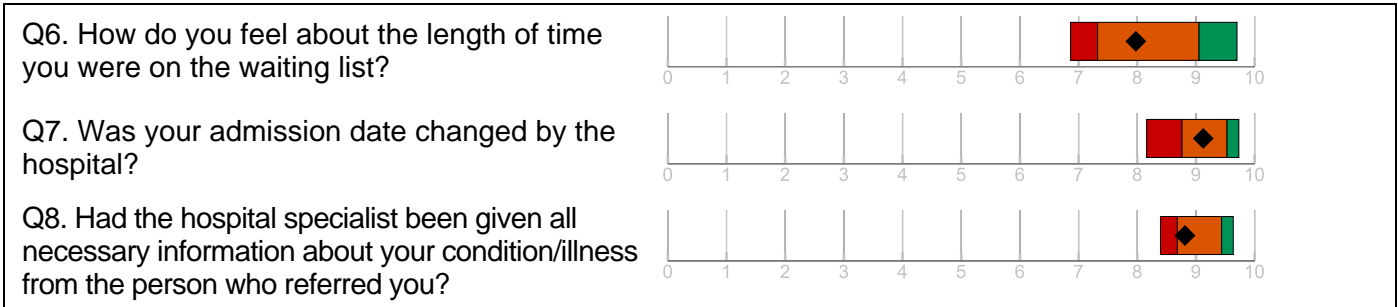 Q6. How do you feel about the length of time
you were on the waiting list?
0 1 2 3 4 5 6 7 8 9 10
Q7. Was your admission date changed by the
hospital?
0 1 2 3 4 5 6 7 8 9 10
Q8. Had the hospital specialist been given all
necessary information about your condition/illness
from the person who referred you?
0 1 2 3 4 5 6 7 8 9 10